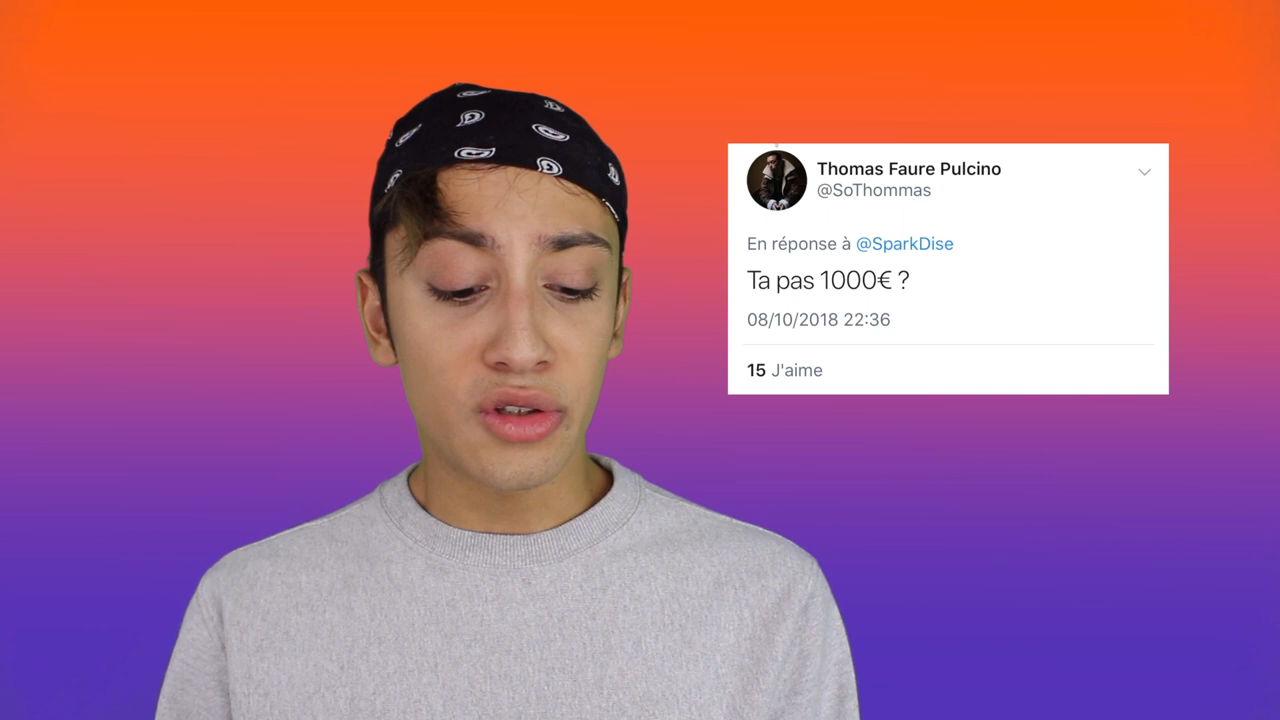 Thomas Faure Pulcino
@SoThommas
En réponse à @SparkDise
Ta pas 1000€ ?
08/10/2018 22:36
15 J'aime